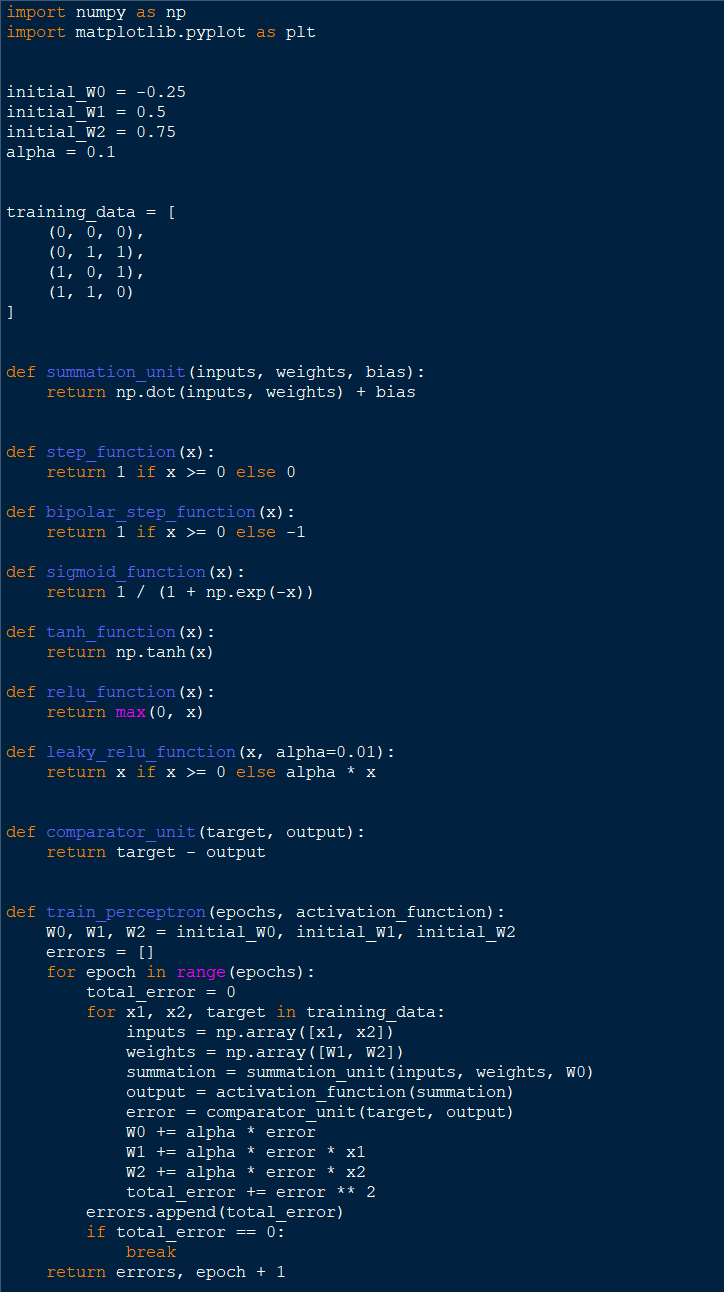 import numpy as np
import matplotlib.pyplot as plt
initial_W0 = -0.25
initial_W1 = 0.5
initial_W2 = 0.75
alpha = 0.1
training_data = [
    (0, 0, 0),
    (0, 1, 1),
    (1, 0, 1),
    (1, 1, 0)
]
def summation_unit(inputs, weights, bias):
    return np.dot(inputs, weights) + bias
def step_function(x):
    return 1 if x >= 0 else 0
def bipolar_step_function(x):
    return 1 if x >= 0 else -1
def sigmoid_function(x):
    return 1 / (1 + np.exp(-x))
def tanh_function(x):
    return np.tanh(x)
def relu_function(x):
    return max(0, x)
def leaky_relu_function(x, alpha=0.01):
    return x if x >= 0 else alpha * x
def comparator_unit(target, output):
    return target - output
def train_perceptron(epochs, activation_function):
    W0, W1, W2 = initial_W0, initial_W1, initial_W2
    errors = []
    for epoch in range(epochs):
        total_error = 0
        for x1, x2, target in training_data:
            inputs = np.array([x1, x2])
            weights = np.array([W1, W2])
            summation = summation_unit(inputs, weights, W0)
            output = activation_function(summation)
            error = comparator_unit(target, output)
            W0 += alpha * error
            W1 += alpha * error * x1
            W2 += alpha * error * x2
            total_error += error ** 2
        errors.append(total_error)
        if total_error == 0:
            break
    return errors, epoch + 1